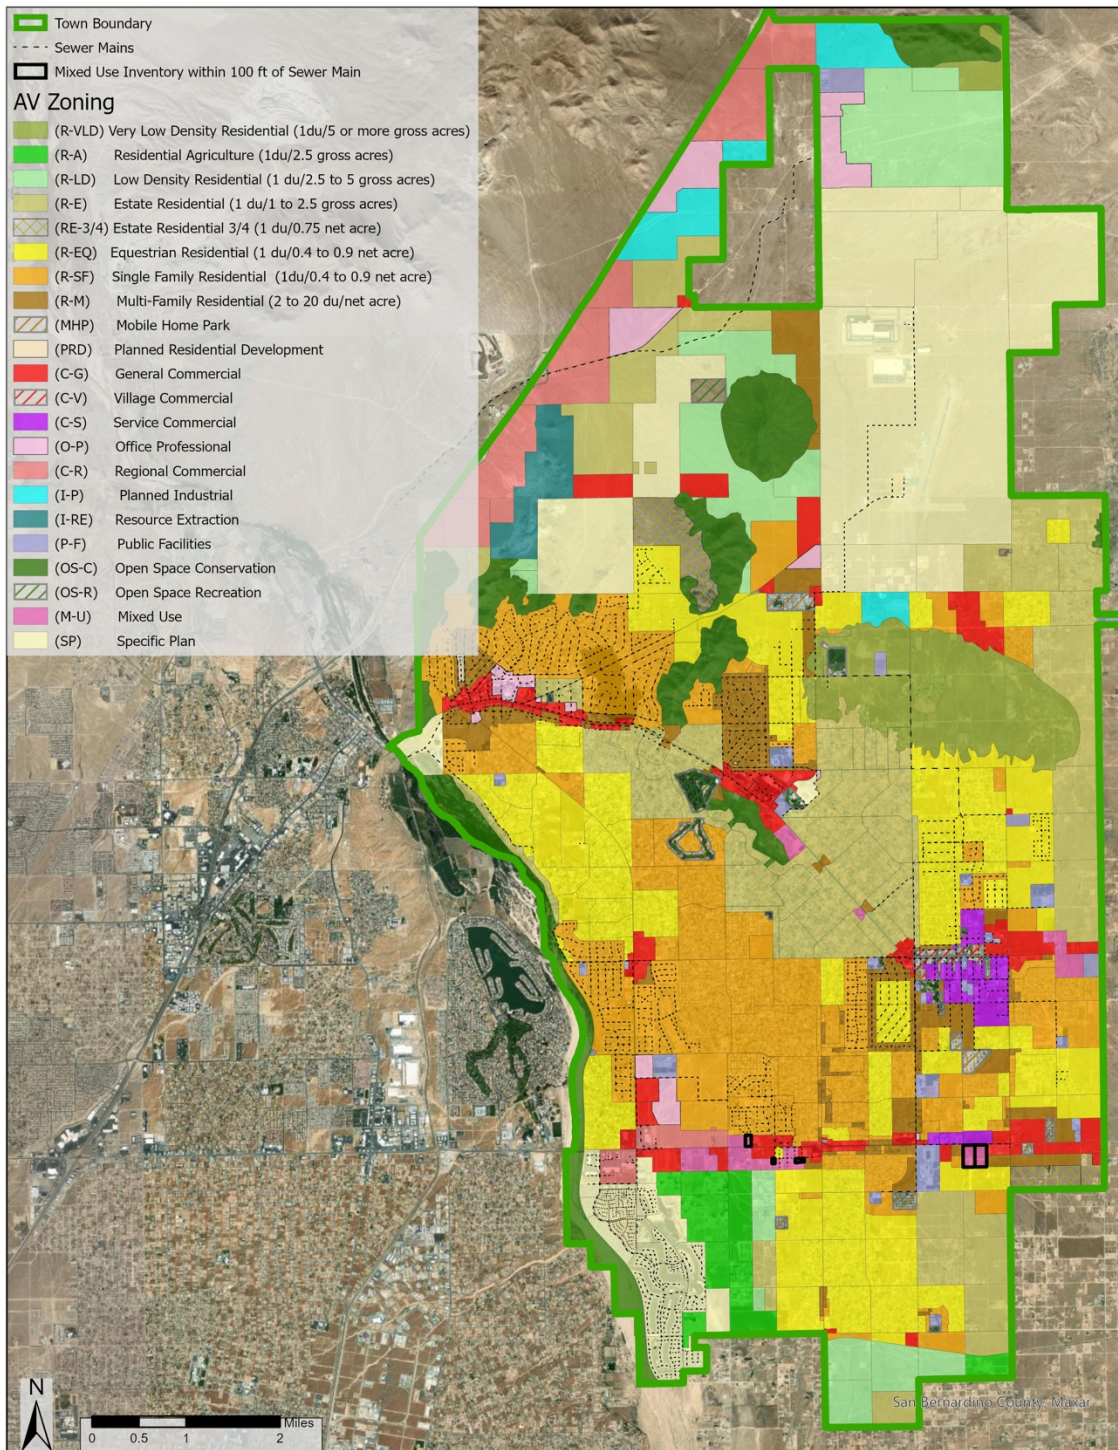 Town Boundary
Sewer Mains
Mixed Use Inventory within 100 ft of Sewer Main
AV Zoning
(R-VLD) Very Low Density Residential (1du/5 or more gross acres)
(R-A) Residential Agriculture (1du/2.5 gross acres)
(R-LD) Low Density Residential (1 du/2.5 to 5 gross acres)
(R-E) Estate Residential (1 du/1 to 2.5 gross acres)
(RE-3/4) Estate Residential 3/4 (1 du/0.75 net acre)
(R-EQ) Equestrian Residential (1 du/0.4 to 0.9 net acre)
(R-SF) Single Family Residential (1du/0.4 to 0.9 net acre)
(R-M) Multi-Family Residential (2 to 20 du/net acre)
(MHP) Mobile Home Park
(PRD) Planned Residential Development
(C-G) General Commercial
(C-V) Village Commercial
(C-S) Service Commercial
(O-P) Office Professional
(C-R) Regional Commercial
(I-P) Planned Industrial
(I-RE) Resource Extraction
(P-F) Public Facilities
(OS-C) Open Space Conservation
(OS-R) Open Space Recreation
(M-U) Mixed Use
(SP) Specific Plan
N
Miles
0 0.5 1 2
San Bernardino County, Maxar